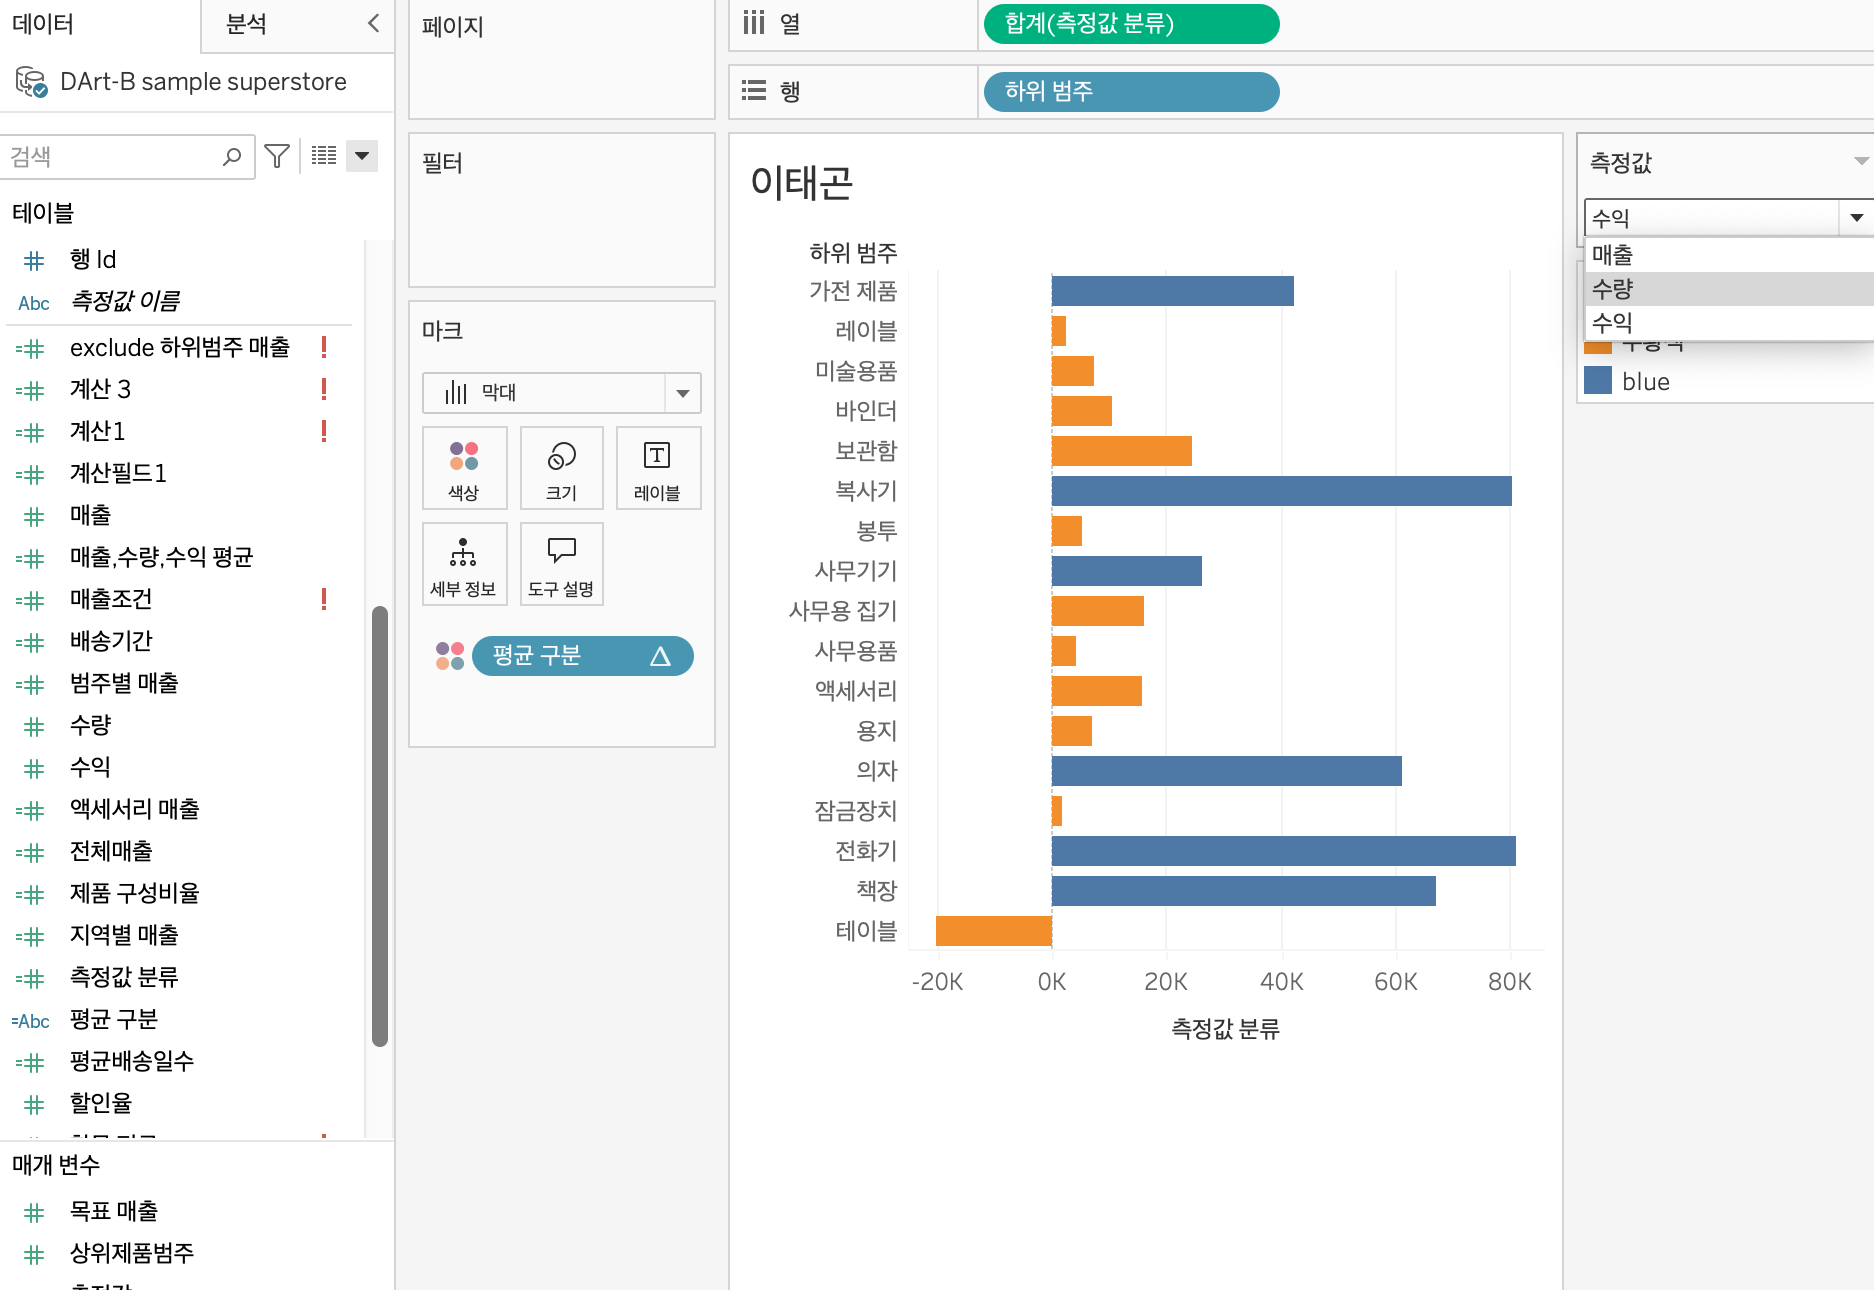 데이터
분석
DArt-B sample superstore
검색
테이블
행 Id
Abc 측정값 이름
exclude 하위범주 매출
계산 3
계산1
계산필드1
매출
매출,수량,수익 평균
매출조건
배송기간
범주별 매출
수량
수익
액세서리 매출
전체매출
제품 구성비율
지역별 매출
측정값 분류
=Abc 평균 구분
평균배송일수
할인율
매개 변수
목표 매출
상위제품범주
페이지
필터
마크
막대
색상
크기
레이블
세부 정보
도구 설명
평균 구분
열
합계(측정값 분류)
행
하위 범주
이태곤
하위 범주
가전 제품
레이블
미술용품
바인더
보관함
복사기
봉투
사무기기
사무용 집기
사무용품
액세서리
용지
의자
잠금장치
전화기
책장
테이블
-20K 0K 20K 40K 60K 80K
측정값 분류
측정값
수익
매출
수량
수익
blue